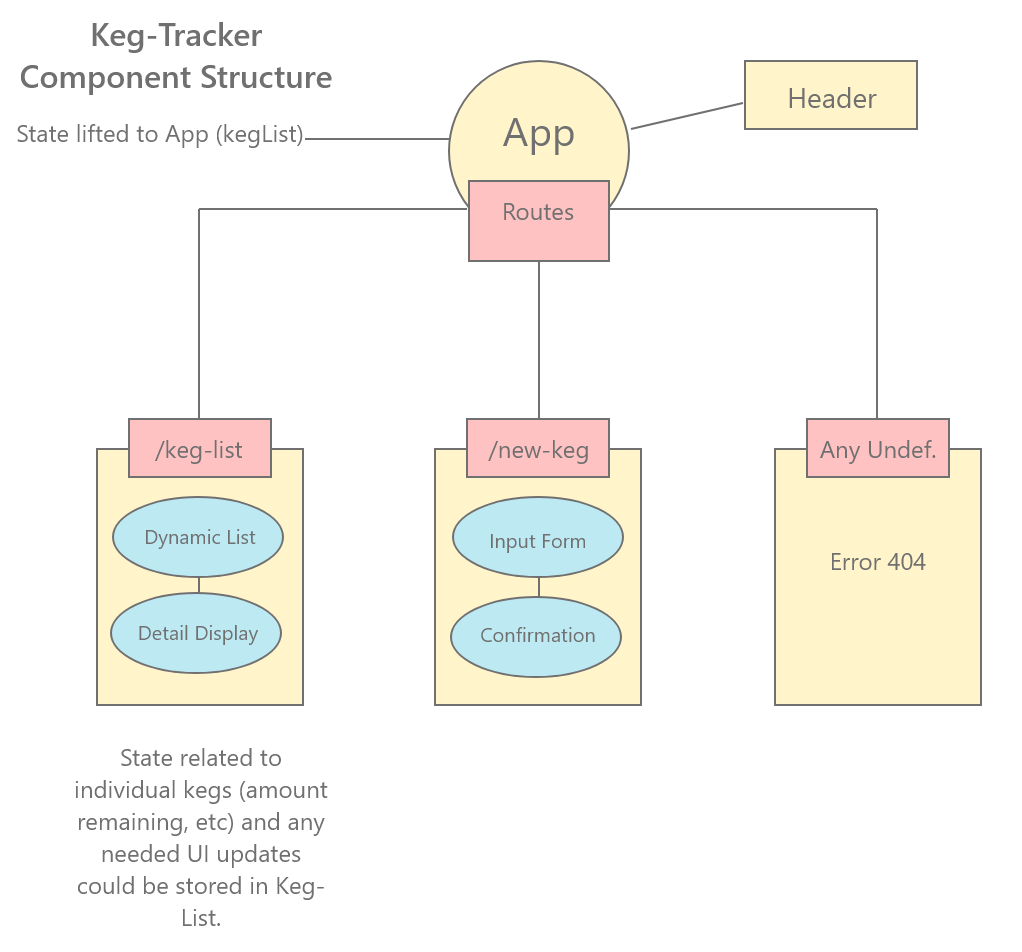 Keg-Tracker
Component Structure
State lifted to App (kegList)
App
Header
Routes
/keg-list
/new-keg
Any Undef.
Dynamic List
Input Form
Error 404
Detail Display
Confirmation
State related to
individual kegs (amount
remaining, etc) and any
needed UI updates
could be stored in Keg-
List.